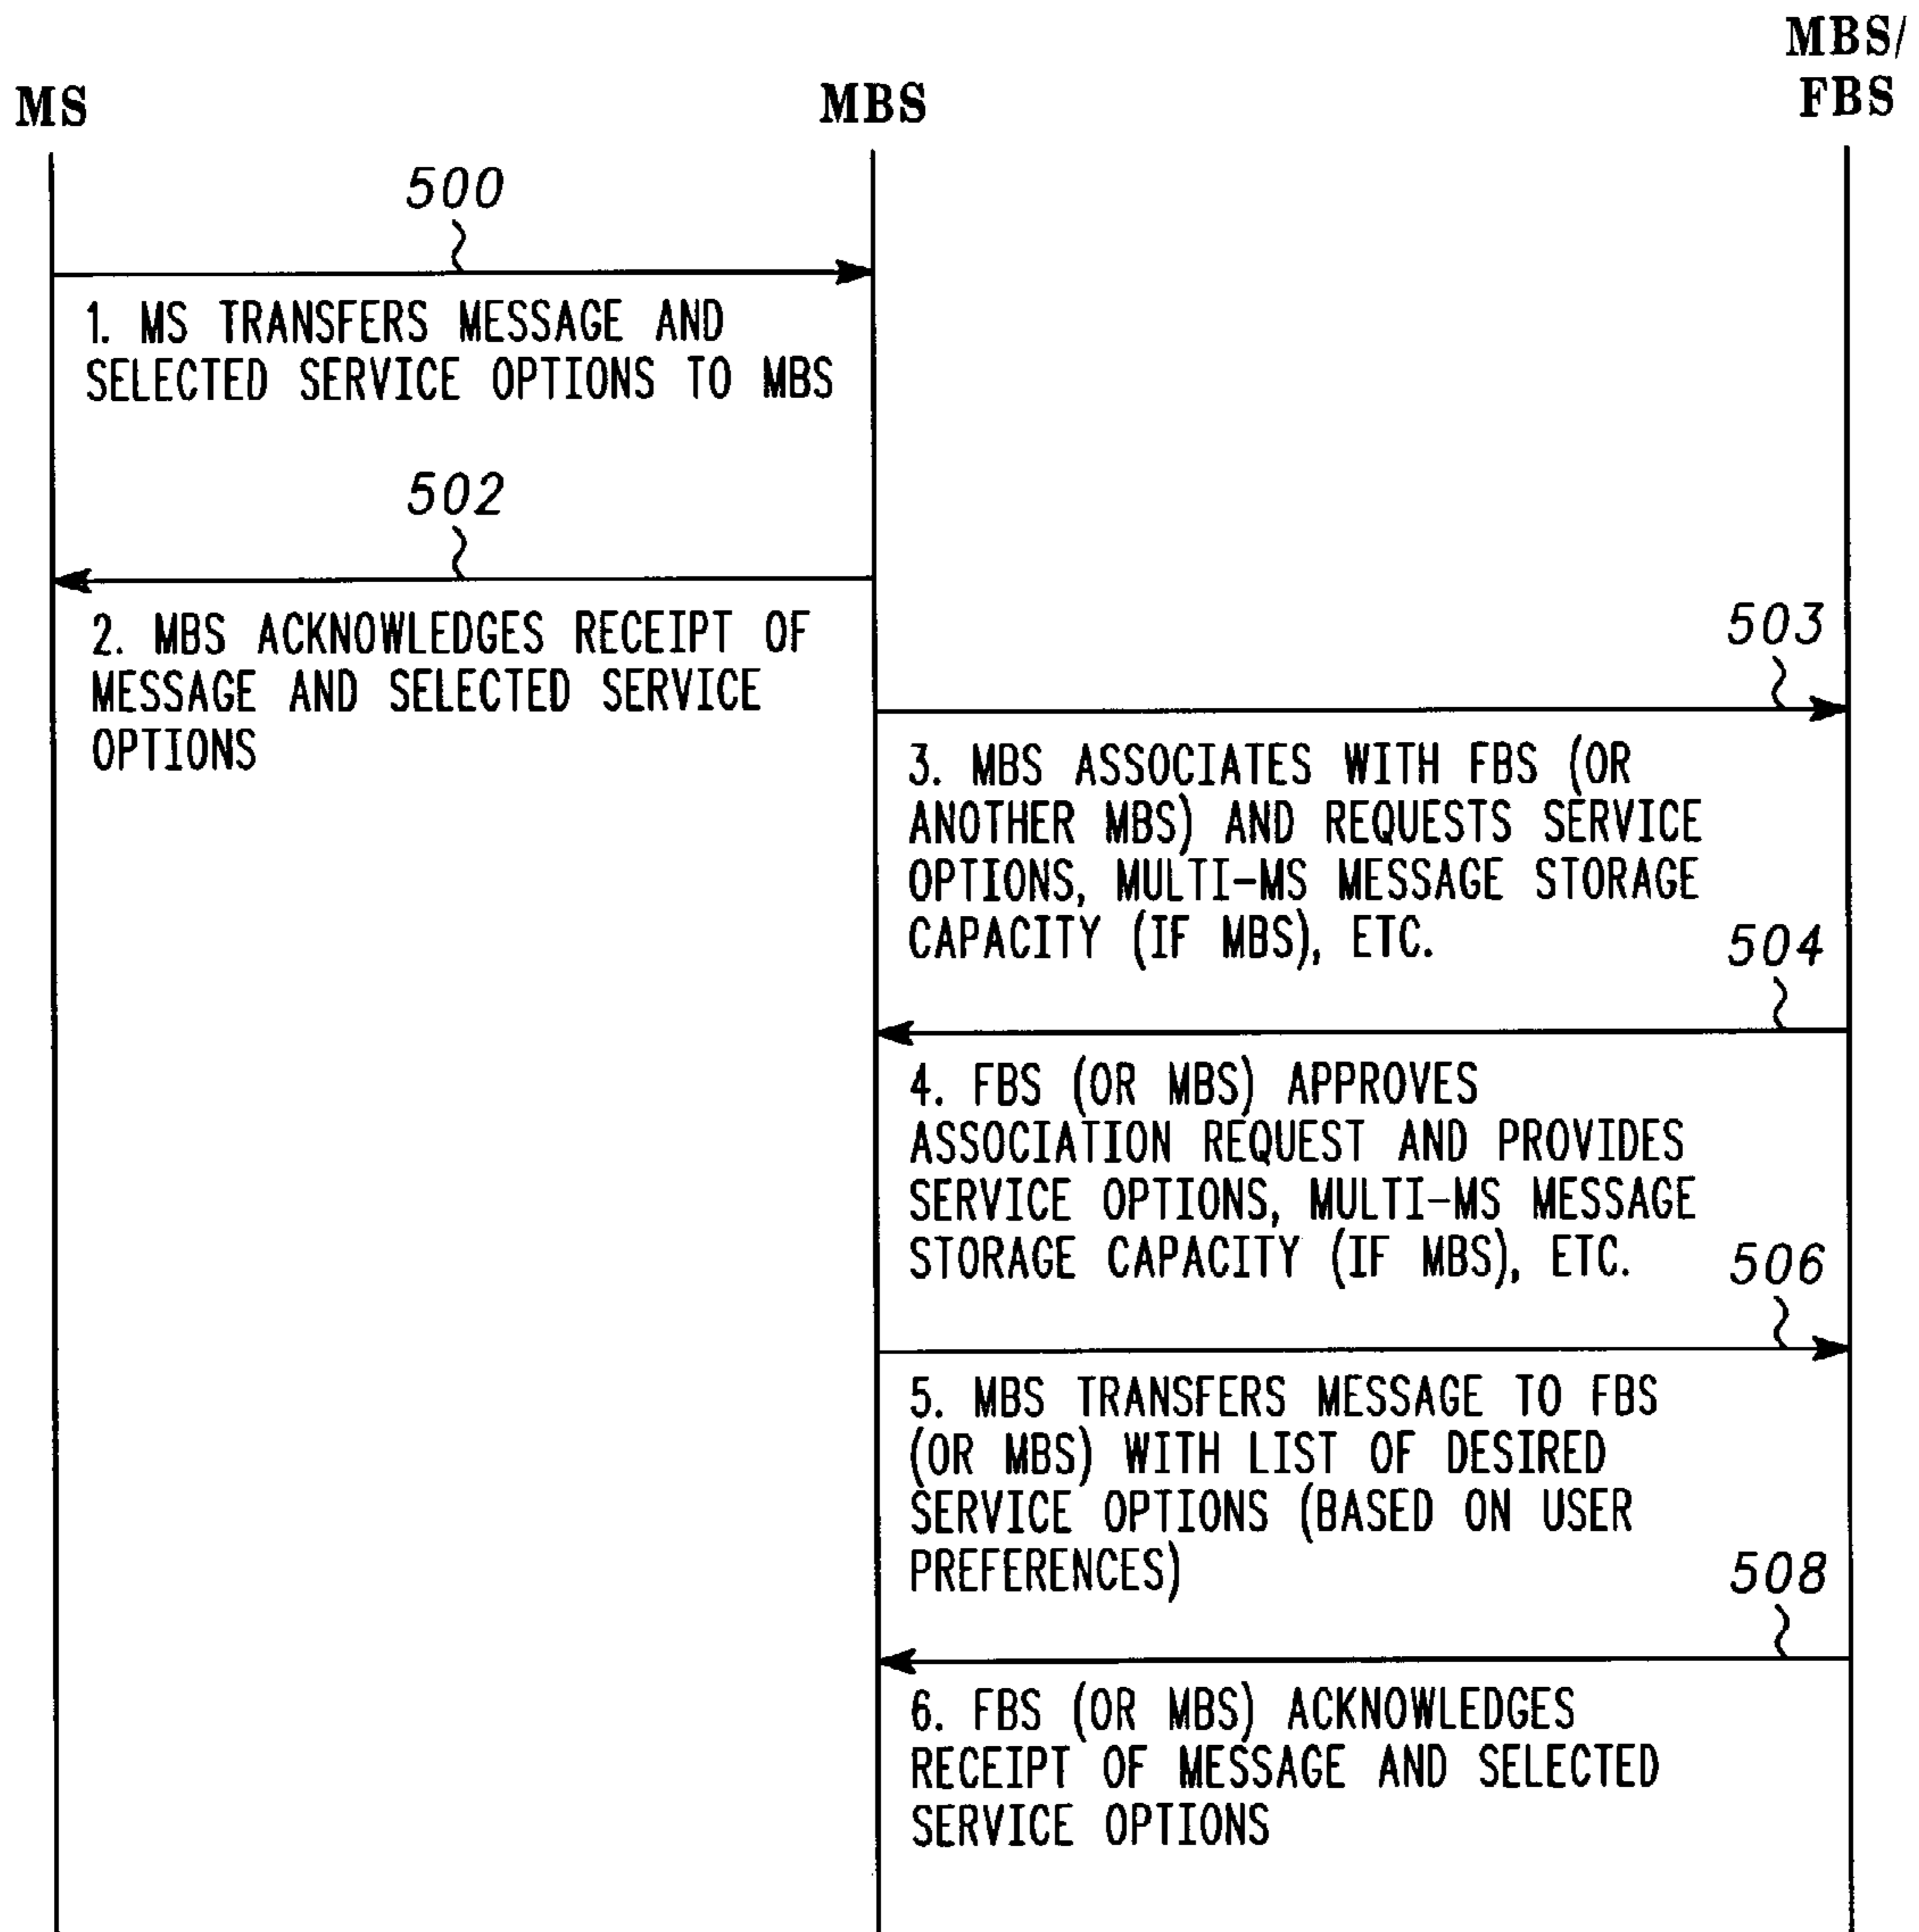 MBS/
FBS
MS
MBS
500
1. MS TRANSFERS MESSAGE AND
SELECTED SERVICE OPTIONS TO MBS
502
2. MBS ACKNOWLEDGES RECEIPT OF
MESSAGE AND SELECTED SERVICE
OPTIONS
503
3. MBS ASSOCIATES WITH FBS (OR
ANOTHER MBS) AND REQUESTS SERVICE
OPTIONS, MULTI-MS MESSAGE STORAGE
CAPACITY (IF MBS), ETC.
504
4. FBS (OR MBS) APPROVES
ASSOCIATION REQUEST AND PROVIDES
SERVICE OPTIONS, MULTI-MS MESSAGE
STORAGE CAPACITY (IF MBS), ETC.
506
5. MBS TRANSFERS MESSAGE TO FBS
(OR MBS) WITH LIST OF DESIRED
SERVICE OPTIONS (BASED ON USER
PREFERENCES)
508
6. FBS (OR MBS) ACKNOWLEDGES
RECEIPT OF MESSAGE AND SELECTED
SERVICE OPTIONS